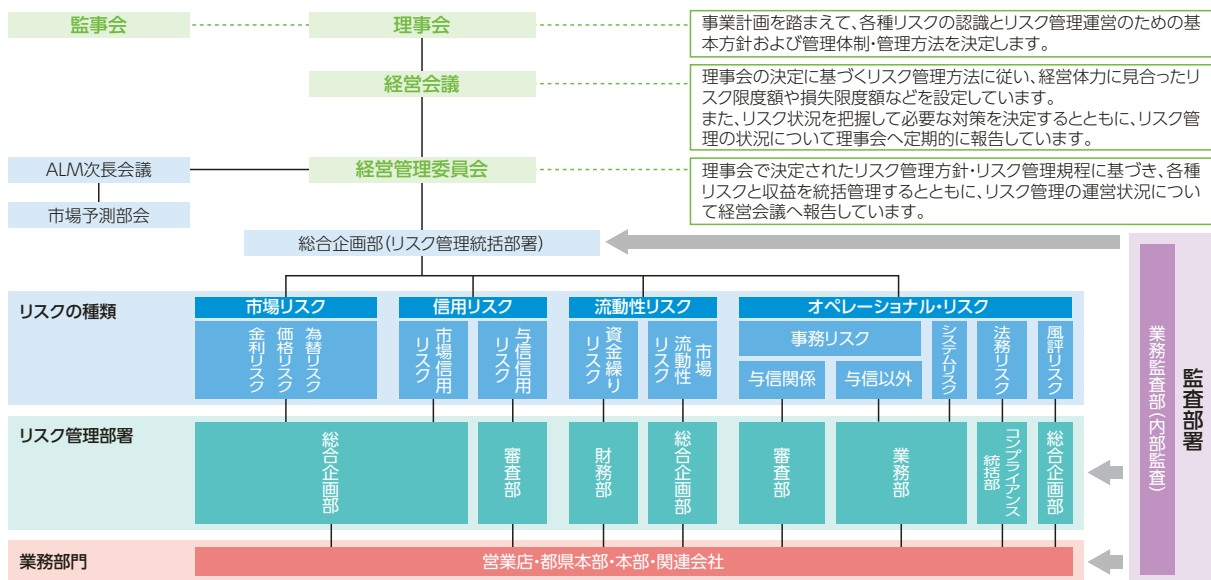 監事会
理事会
事業計画を踏まえて、各種リスクの認識とリスク管理運営のための基
本方針および管理体制・管理方法を決定します。
経営会議
理事会の決定に基づくリスク管理方法に従い、経営体力に見合ったリ
スク限度額や損失限度額などを設定しています。
また、リスク状況を把握して必要な対策を決定するとともに、リスク管
理の状況について理事会へ定期的に報告しています。
ALM次長会議
経営管理委員会
理事会で決定されたリスク管理方針・リスク管理規程に基づき、各種
リスクと収益を統括管理するとともに、リスク管理の運営状況につい
て経営会議へ報告しています。
市場予測部会
総合企画部(リスク管理統括部署)
リスクの種類
市場リスク
信用リスク
流動性リスク
オペレーショナル・リスク
為替リスク
価格リスク
金利リスク
市場信用
リスク
与信信用
リスク
資金繰り
リスク
市場
流動性
リスク
事務リスク
与信関係
与信以外
システムリスク
法務リスク
風評リスク
リスク管理部署
総合企画部
審査部
財務部
総合企画部
審査部
業務部
コンプライアンス
統括部
総合企画部
業務部門
営業店・都県本部・本部・関連会社
監査部署
業務監査部(内部監査)